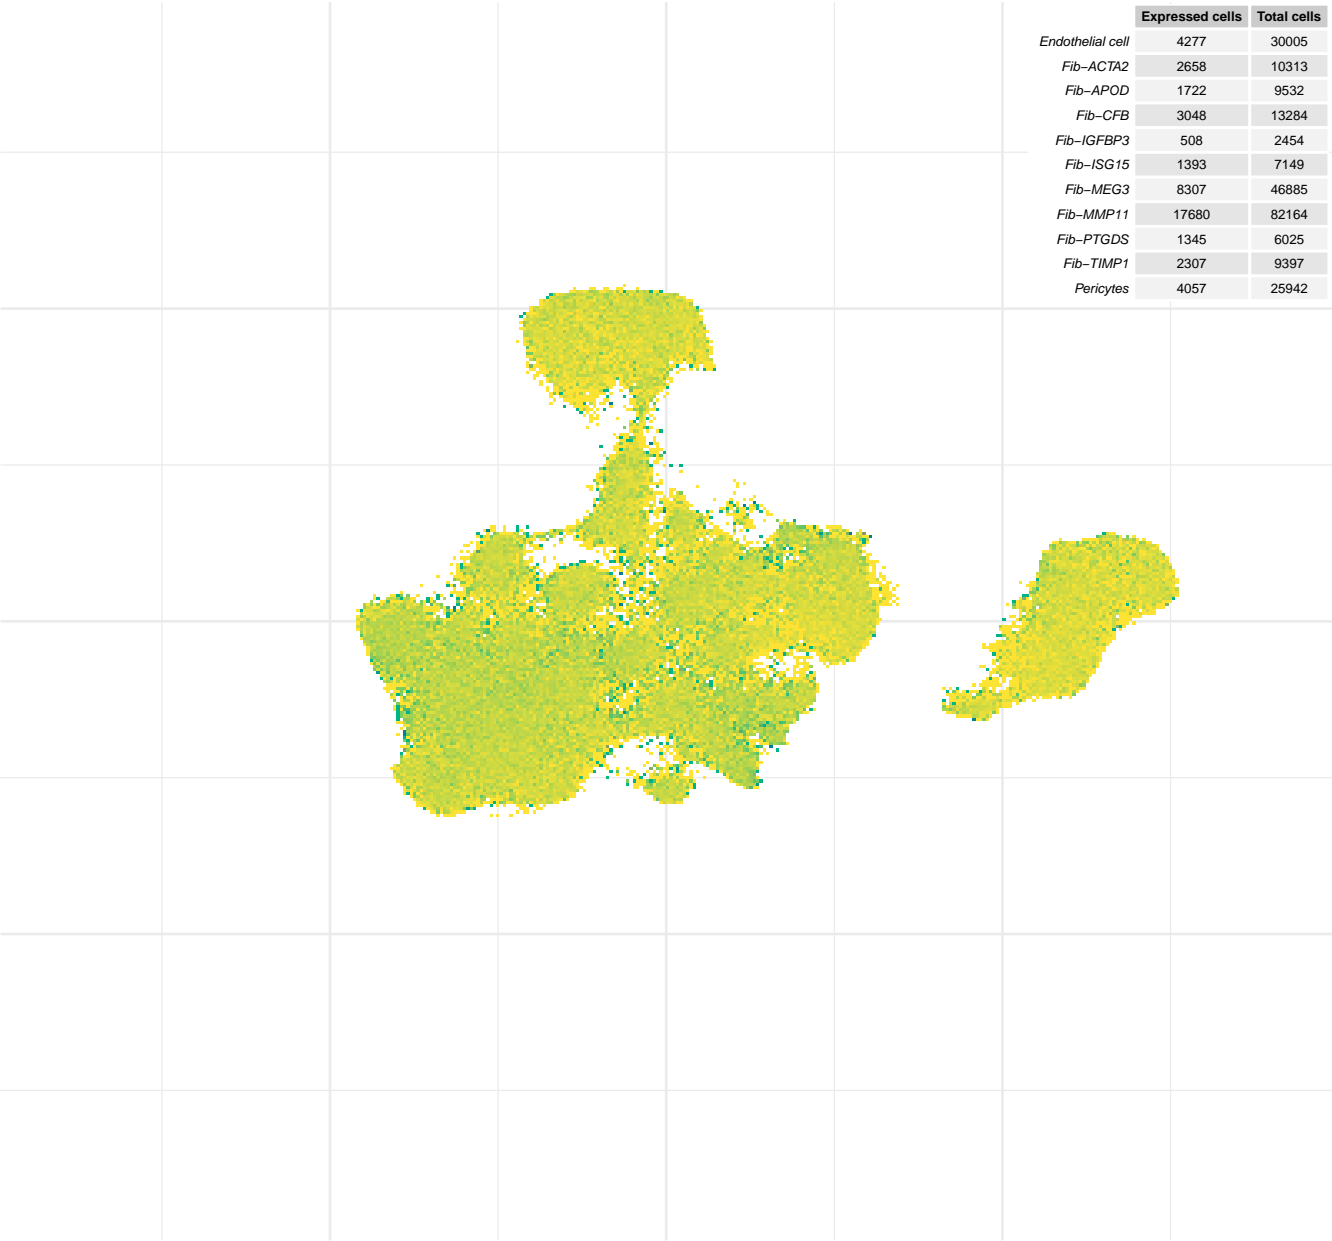 Expressed cells Total cells
Endothelial cell 4277 30005
Fib−ACTA2 2658 10313
Fib−APOD 1722 9532
Fib−CFB 3048 13284
Fib−IGFBP3 508 2454
Fib−ISG15 1393 7149
Fib−MEG3 8307 46885
Fib−MMP11 17680 82164
Fib−PTGDS 1345 6025
Fib−TIMP1 2307 9397
Pericytes 4057 25942